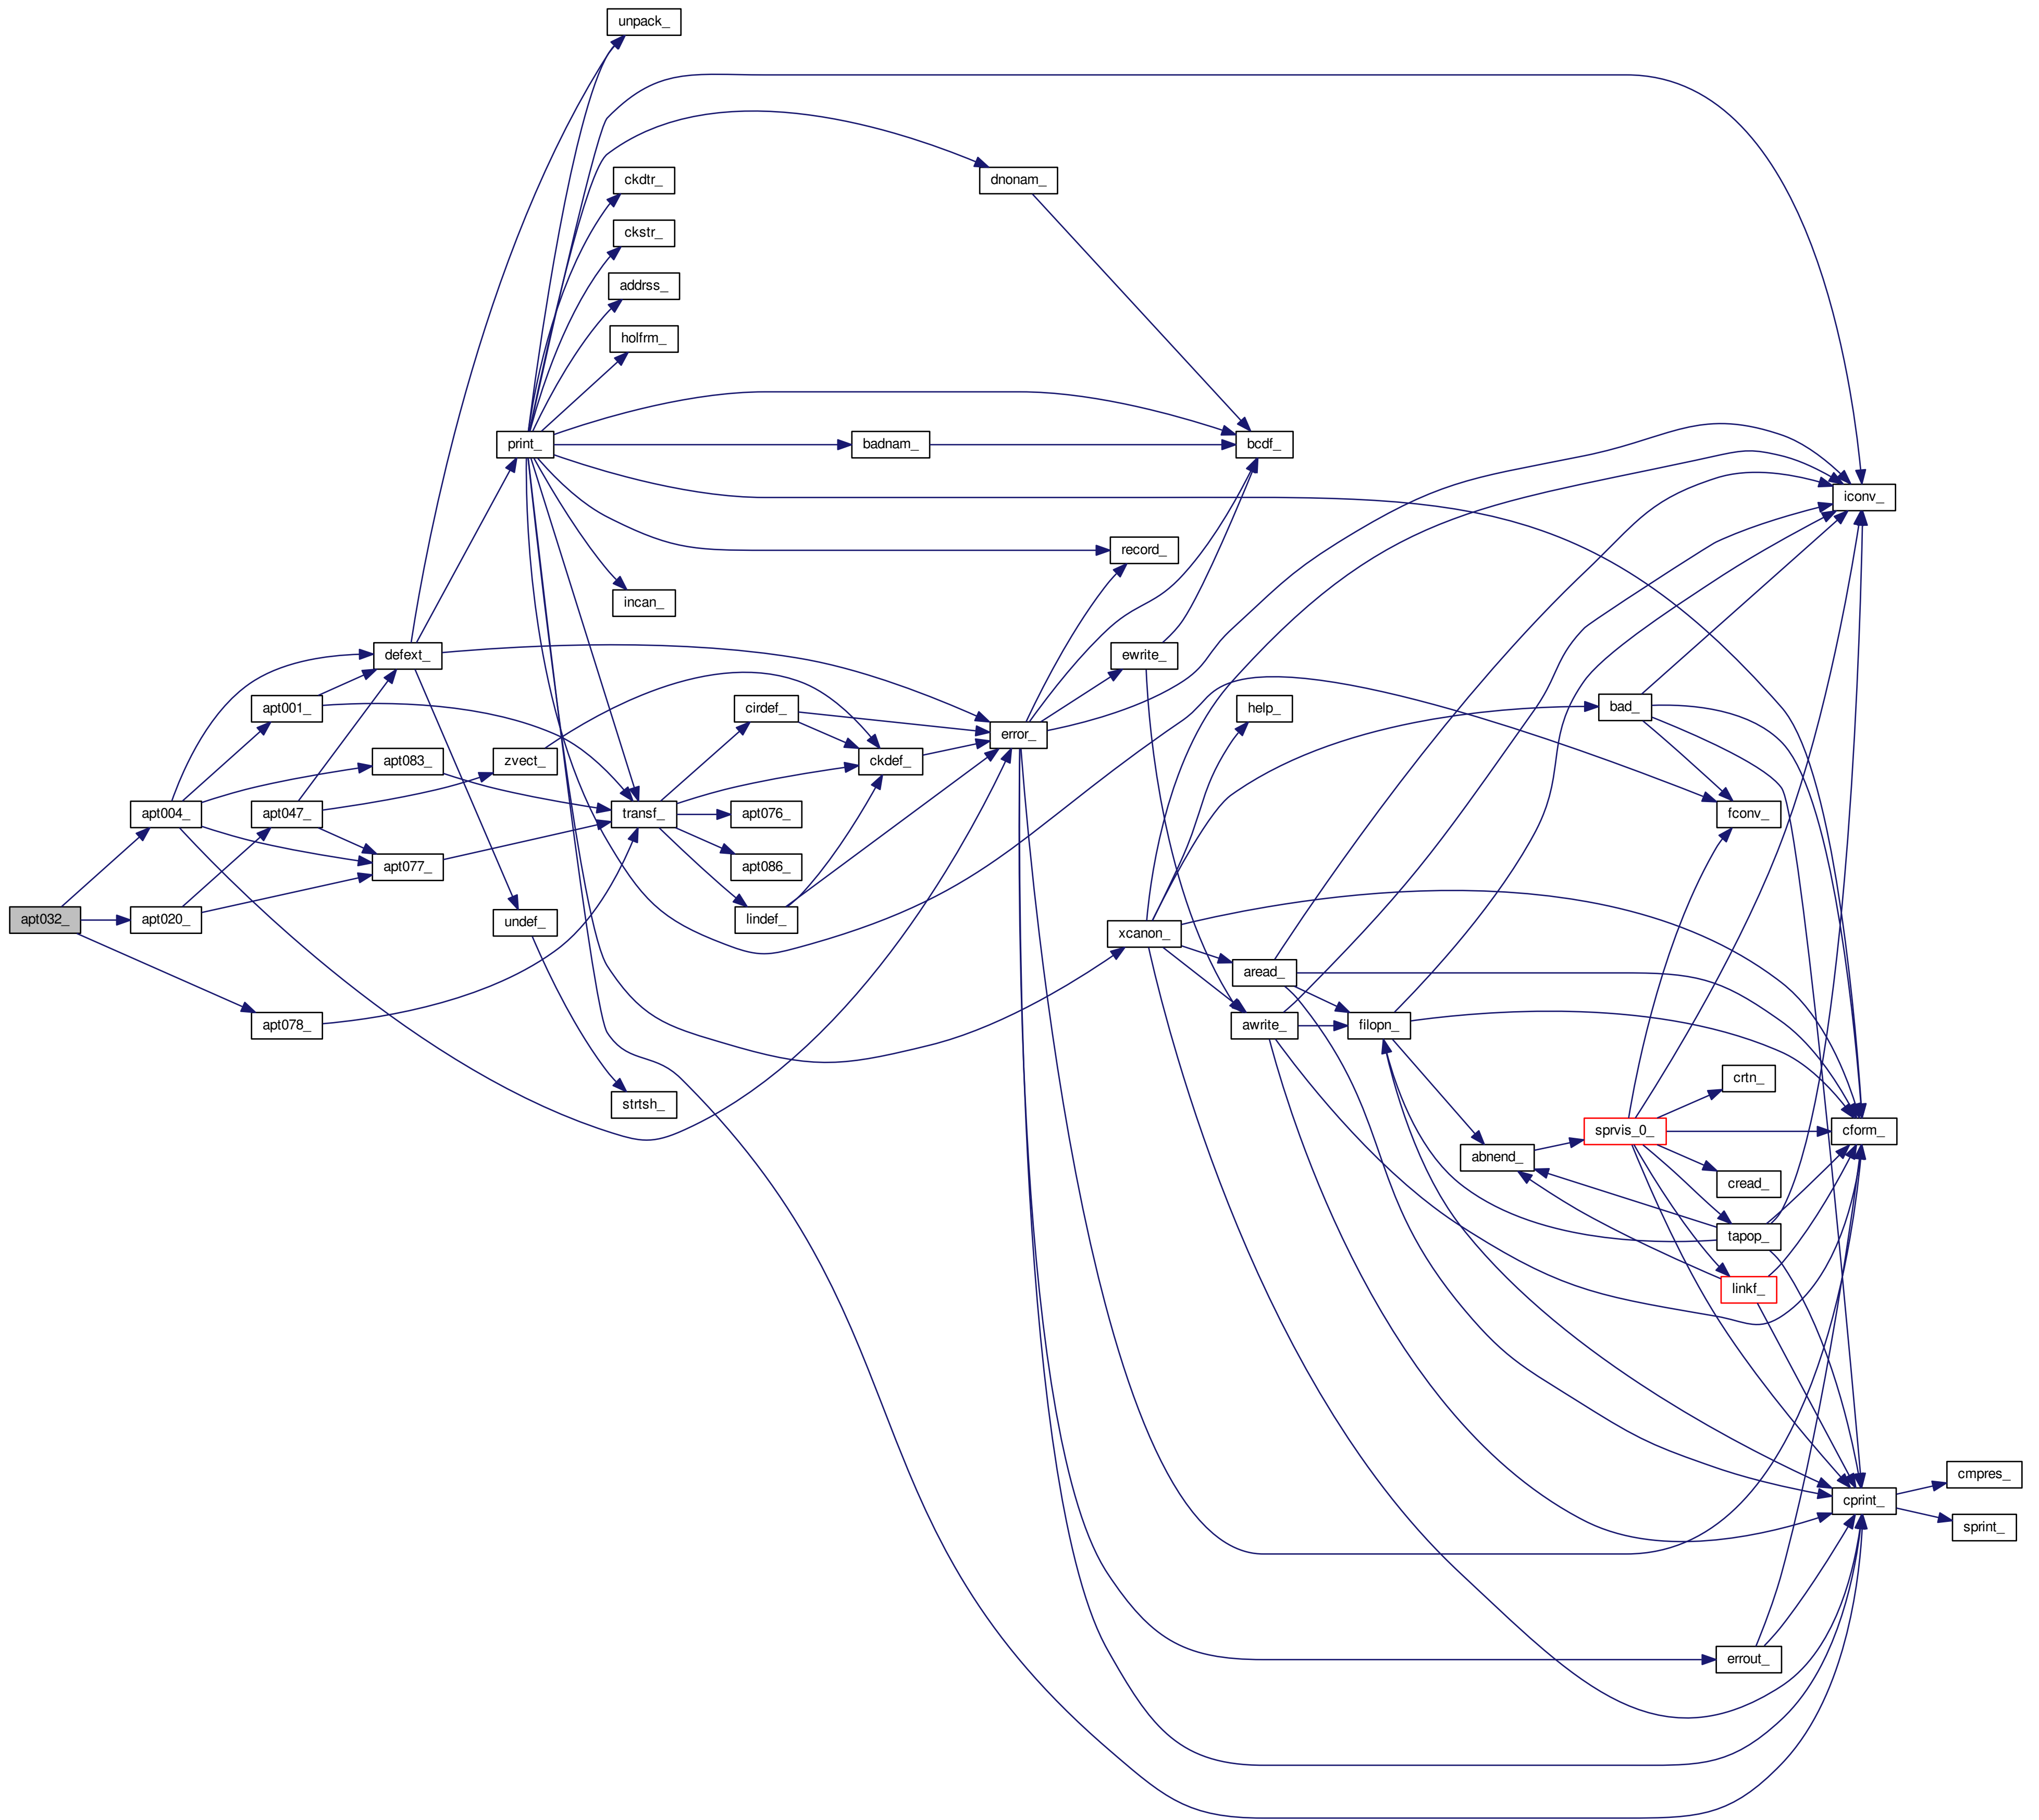 unpack_
ckdtr_
dnonam_
ckstr_
addrss_
holfrm_
print_
badnam_
bcdf_
iconv_
record_
incan_
defext_
ewrite_
apt001_
cirdef_
help_
bad_
error_
apt083_
zvect_
ckdef_
apt004_
apt047_
transf_
apt076_
fconv_
apt077_
apt086_
apt032_
apt020_
undef_
lindef_
xcanon_
aread_
apt078_
awrite_
filopn_
crtn_
strtsh_
sprvis_0_
cform_
abnend_
cread_
tapop_
linkf_
cmpres_
cprint_
sprint_
errout_